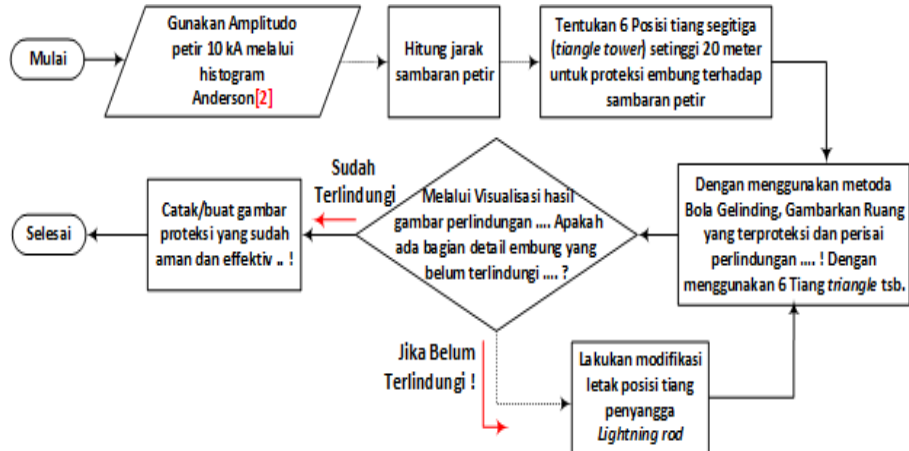 Mulai
Gunakan Amplitudo
petir 10 kA melalui
histogram
Anderson[2]
Hitung jarak
sambaran petir
Tentukan 6 Posisi tiang segitiga
(tiangle tower) setinggi 20 meter
untuk proteksi embung terhadap
sambaran petir
Dengan menggunakan metoda
Bola Gelinding, Gambarkan Ruang
yang terproteksi dan perisai
perlindungan .... ! Dengan
menggunakan 6 Tiang triangle tsb.
Melalui Visualisasi hasil
gambar perlindungan .... Apakah
ada bagian detail embung yang
belum terlindungi .... ?
Sudah
Terlindungi
Catak/buat gambar
proteksi yang sudah
aman dan effektiv .. !
Selesai
Jika Belum
Terlindungi !
Lakukan modifikasi
letak posisi tiang
penyangga
Lightning rod